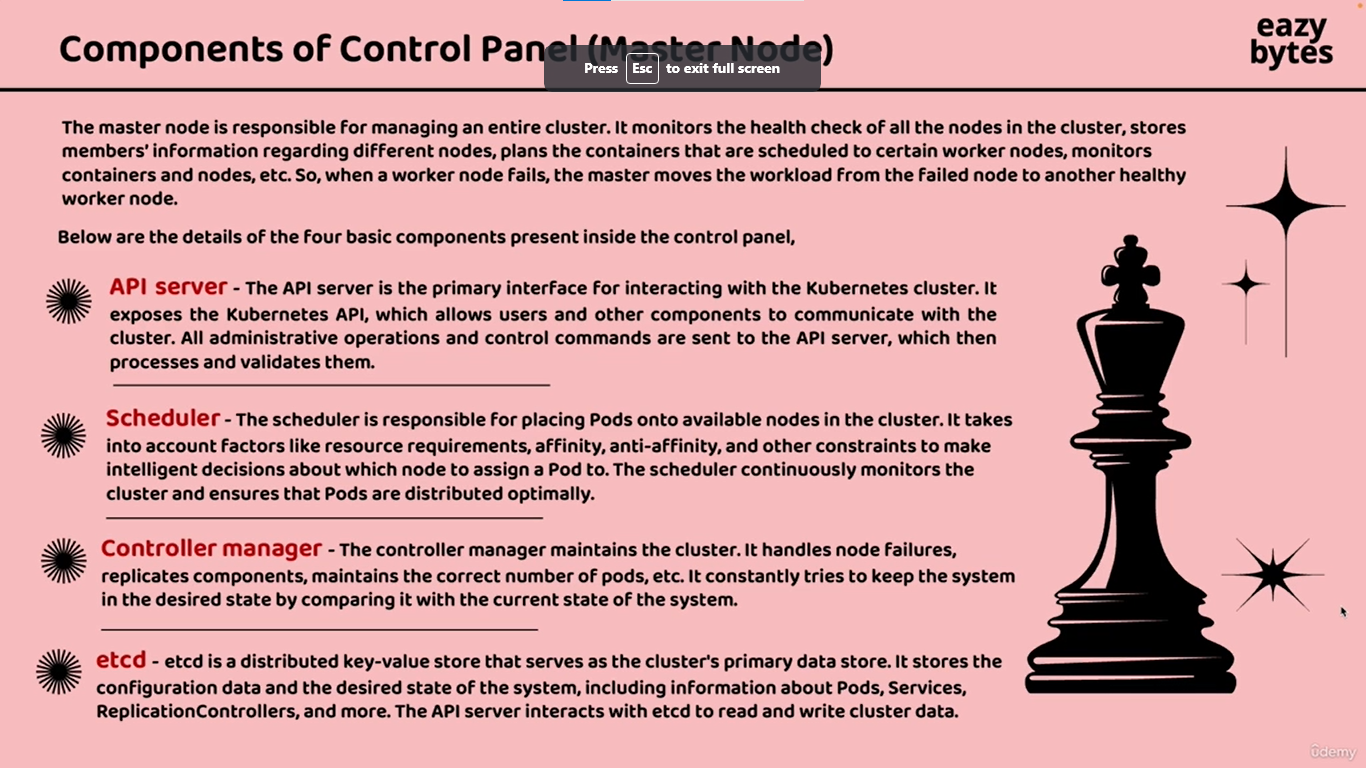 Components of Control Panel (Master Node)
eazy
bytes
Press Esc to exit full screen
The master node is responsible for managing an entire cluster. It monitors the health check of all the nodes in the cluster, stores
members' information regarding different nodes, plans the containers that are scheduled to certain worker nodes, monitors
containers and nodes, etc. So, when a worker node fails, the master moves the workload from the failed node to another healthy
worker node.
Below are the details of the four basic components present inside the control panel,
API server - The API server is the primary interface for interacting with the Kubernetes cluster. It
exposes the Kubernetes API, which allows users and other components to communicate with the
cluster. All administrative operations and control commands are sent to the API server, which then
processes and validates them.
Scheduler - The scheduler is responsible for placing Pods onto available nodes in the cluster. It takes
into account factors like resource requirements, affinity, anti-affinity, and other constraints to make
intelligent decisions about which node to assign a Pod to. The scheduler continuously monitors the
cluster and ensures that Pods are distributed optimally.
Controller manager - The controller manager maintains the cluster. It handles node failures,
replicates components, maintains the correct number of pods, etc. It constantly tries to keep the system
in the desired state by comparing it with the current state of the system.
etcd - etcd is a distributed key-value store that serves as the cluster's primary data store. It stores the
configuration data and the desired state of the system, including information about Pods, Services,
ReplicationControllers, and more. The API server interacts with etcd to read and write cluster data.
ûdemy